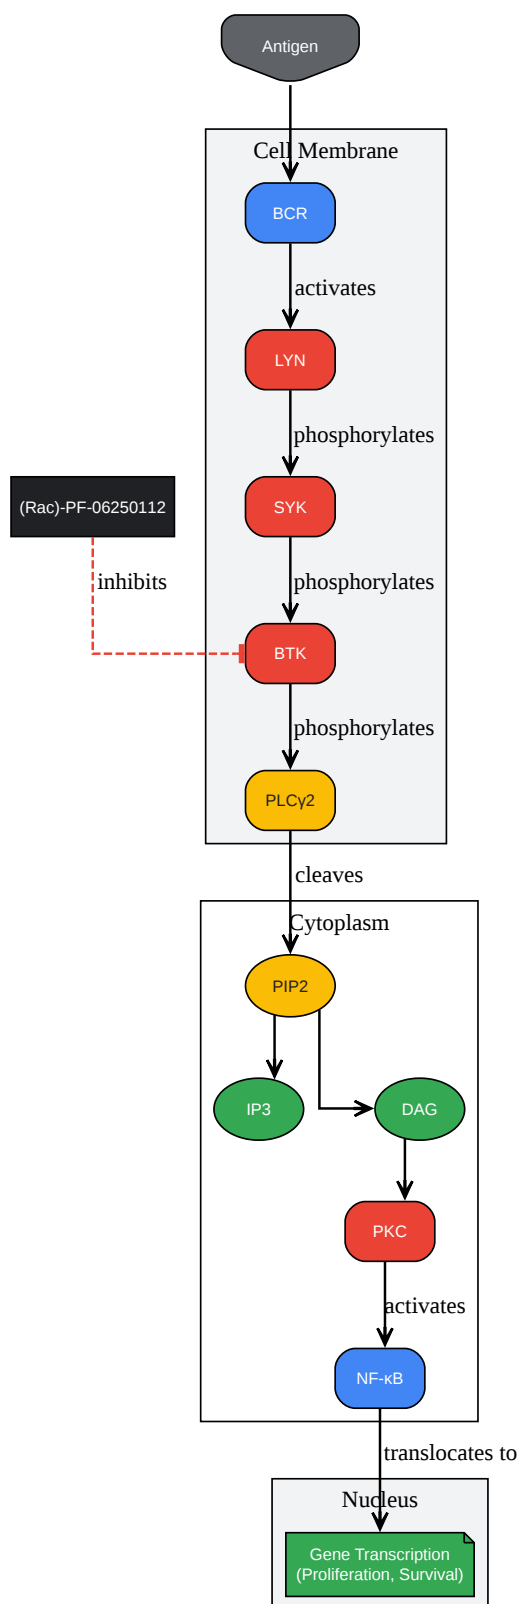 Antigen
Cell Membrane
BCR
activates
LYN
phosphorylates
(Rac)-PF-06250112
SYK
inhibits
phosphorylates
BTK
phosphorylates
PLCγ2
cleaves
Cytoplasm
PIP2
IP3
DAG
PKC
activates
NF-κB
translocates to
Nucleus
Gene Transcription
(Proliferation, Survival)